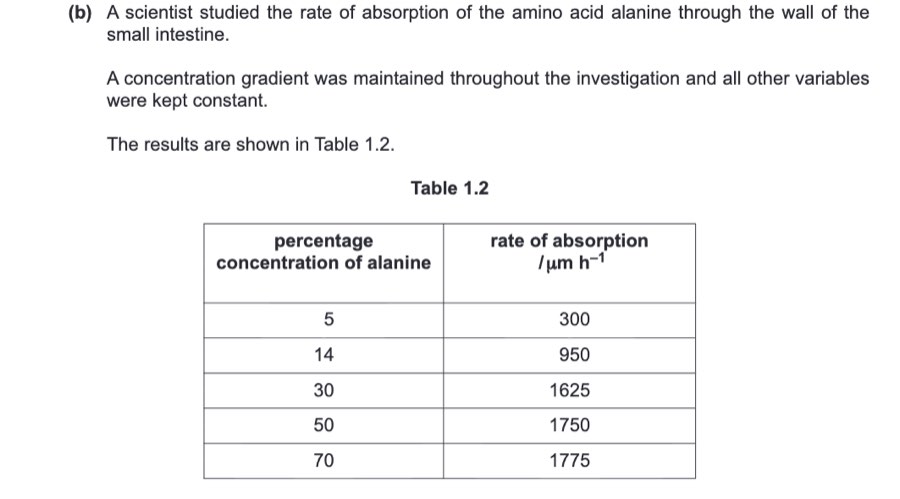 (b) A scientist studied the rate of absorption of the amino acid alanine through the wall of the
small intestine.
A concentration gradient was maintained throughout the investigation and all other variables
were kept constant.
The results are shown in Table 1.2.
Table 1.2
percentage
concentration of alanine
rate of absorption
/ μm h⁻¹
5 300
14 950
30 1625
50 1750
70 1775